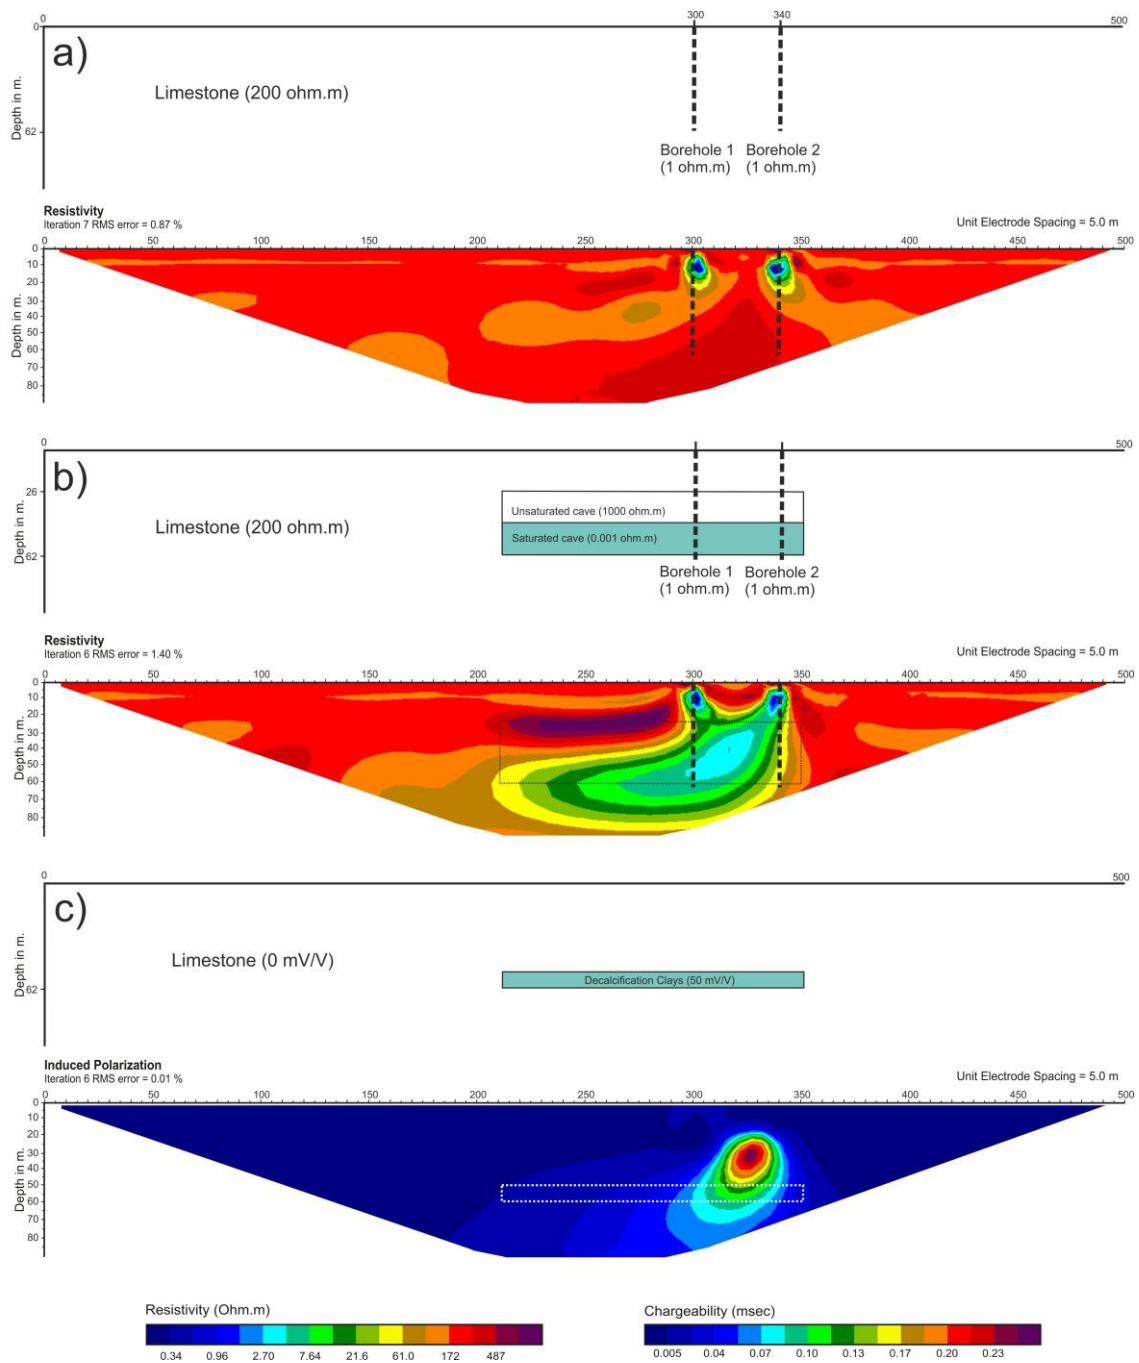 0 300 340 500
a)
0
Limestone (200 ohm.m)
Depth in m.
62
Borehole 1 Borehole 2
(1 ohm.m) (1 ohm.m)
Resistivity
Iteration 7 RMS error = 0.87 %
Unit Electrode Spacing = 5.0 m
0 50 100 150 200 250 300 350 400 450 500
Depth in m.
0
10
20
30
40
50
60
70
80
0 500
b)
Depth in m.
26
Unsaturated cave (1000 ohm.m)
Limestone (200 ohm.m)
Saturated cave (0.001 ohm.m)
62
Borehole 1 Borehole 2
(1 ohm.m) (1 ohm.m)
Resistivity
Iteration 6 RMS error = 1.40 %
Unit Electrode Spacing = 5.0 m
0 50 100 150 200 250 300 350 400 450 500
Depth in m.
0
10
20
30
40
50
60
70
80
0 500
c)
Limestone (0 mV/V)
Depth in m.
Decalcification Clays (50 mV/V)
62
Induced Polarization
Iteration 6 RMS error = 0.01 %
Unit Electrode Spacing = 5.0 m
0 50 100 150 200 250 300 350 400 450 500
Depth in m.
0
10
20
30
40
50
60
70
80
Resistivity (Ohm.m)
0.34 0.96 2.70 7.64 21.6 61.0 172 487
Chargeability (msec)
0.005 0.04 0.07 0.10 0.13 0.17 0.20 0.23